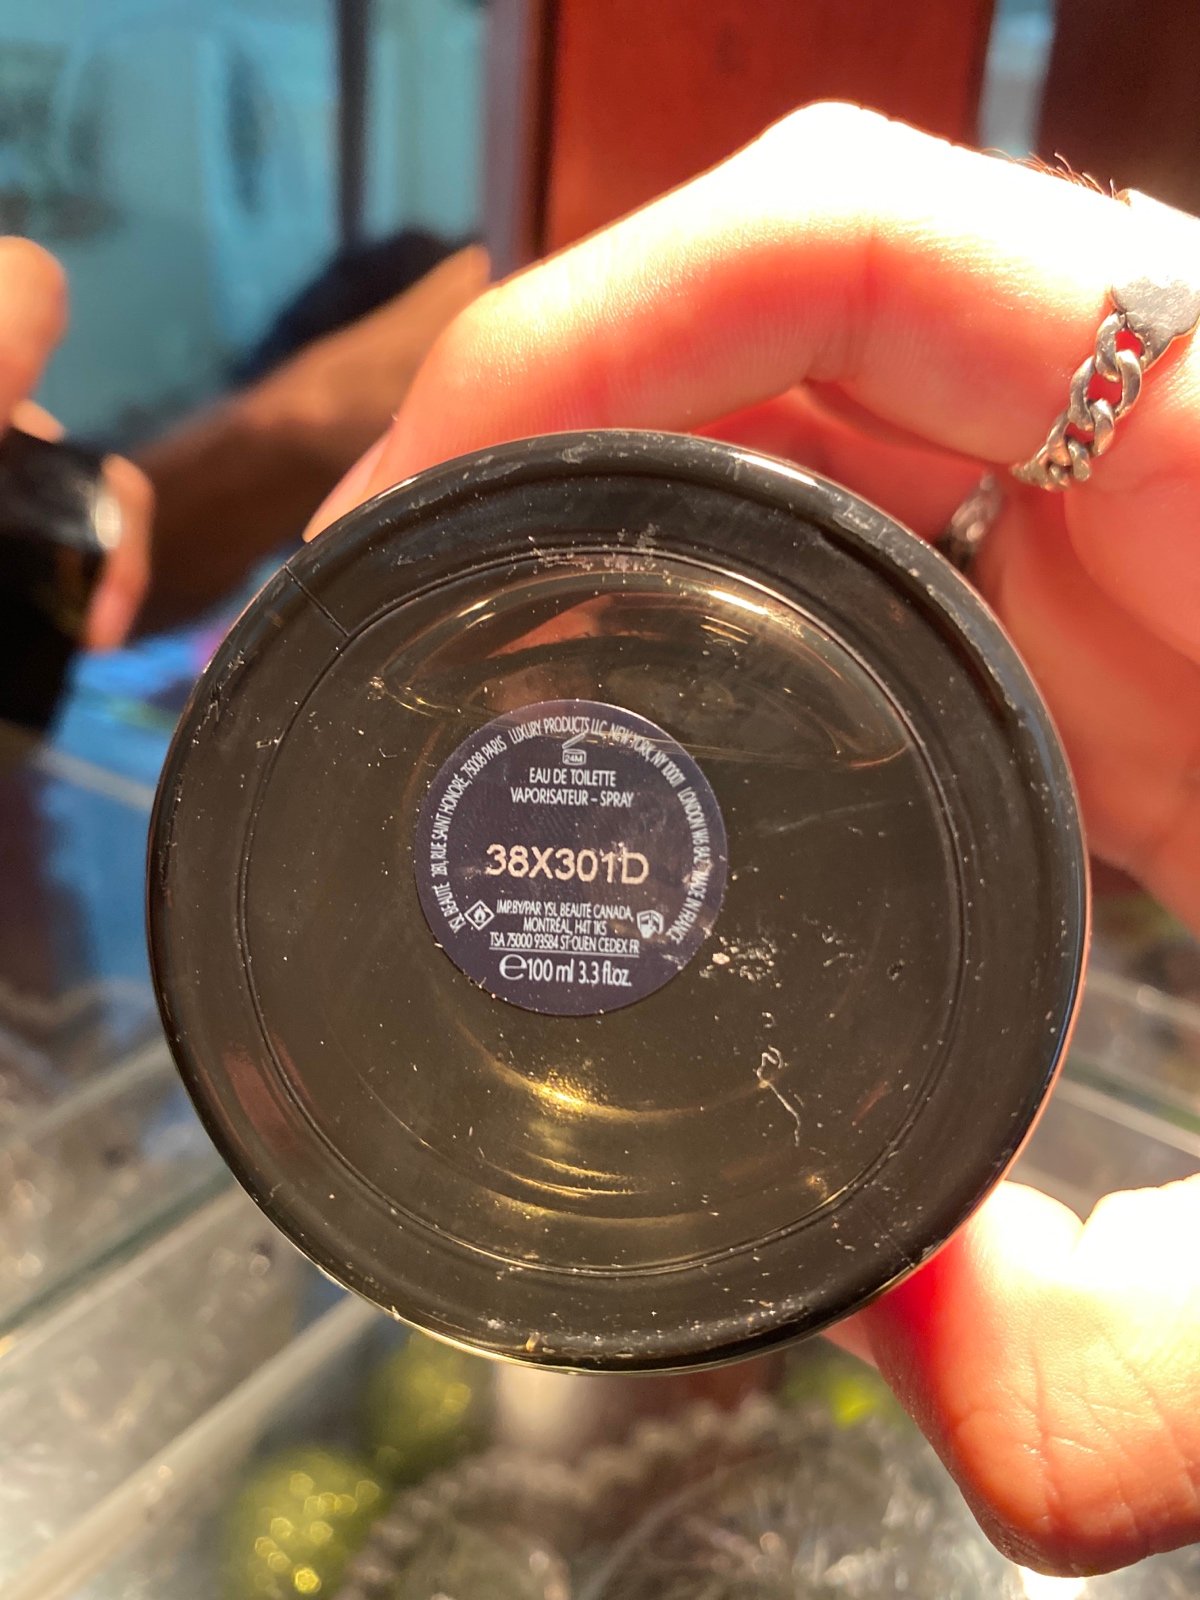 YSL BEAUTÉ 281, RUE SAINT HONORÉ, 75008 PARIS LUXURY PRODUCTS LLC, NEW-YORK, NY 10001 LONDON W6 8AZ MADE IN FRANCE
24M
EAU DE TOILETTE
VAPORISATEUR – SPRAY
38X301D
IMP.BY/PAR YSL BEAUTÉ CANADA,
MONTRÉAL, H4T 1K5
TSA 75000 93584 ST-OUEN CEDEX FR
℮100 ml 3.3 fl.oz.